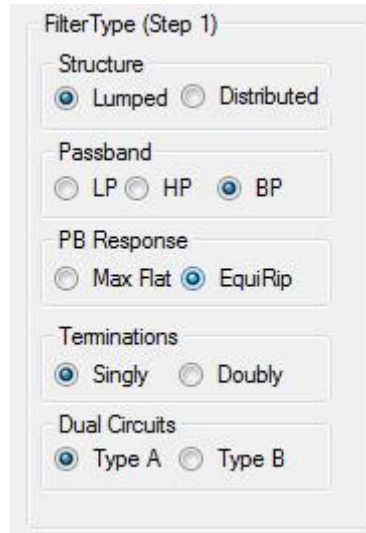 FilterType (Step 1)
Structure
Lumped Distributed
Passband
LP HP BP
PB Response
Max Flat EquiRip
Terminations
Singly Doubly
Dual Circuits
Type A Type B